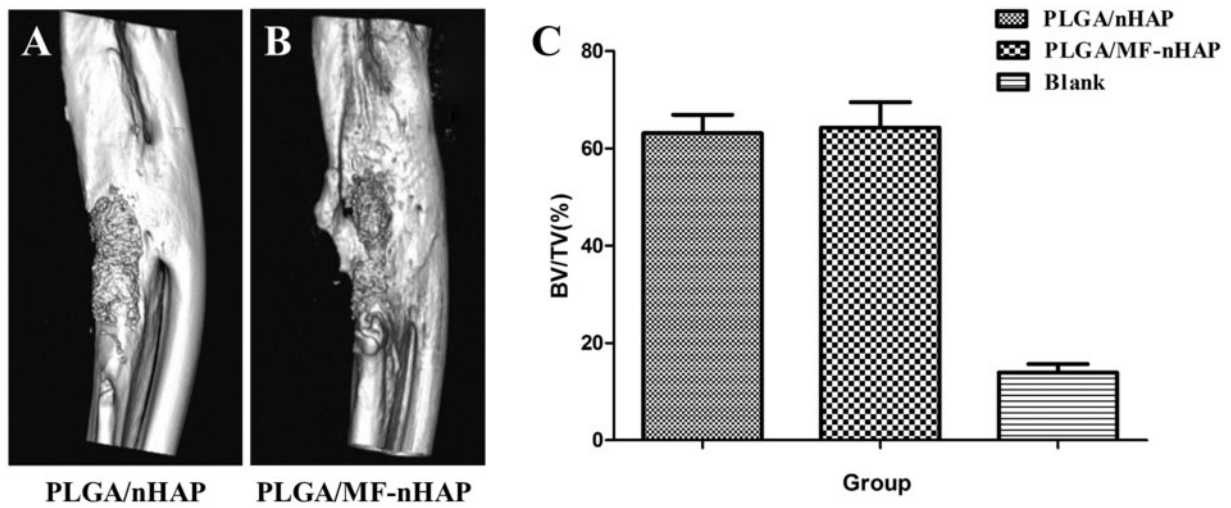 A
B
PLGA/nHAP
PLGA/MF-nHAP
C
PLGA/nHAP
PLGA/MF-nHAP
Blank
80
60
40
20
0
BV/TV(%)
Group